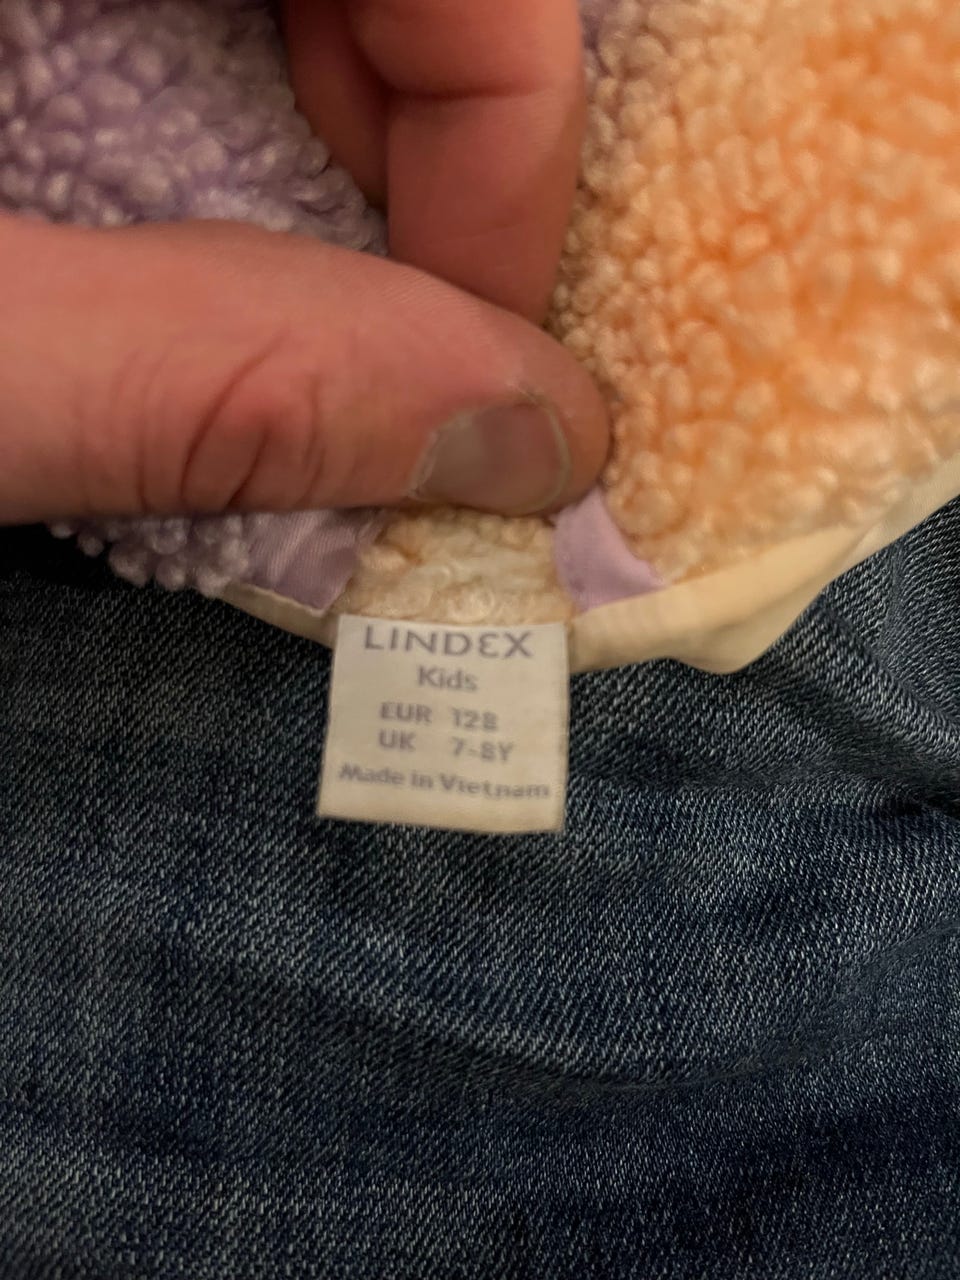 LINDEX
Kids
EUR 128
UK 7-8Y
Made in Vietnam